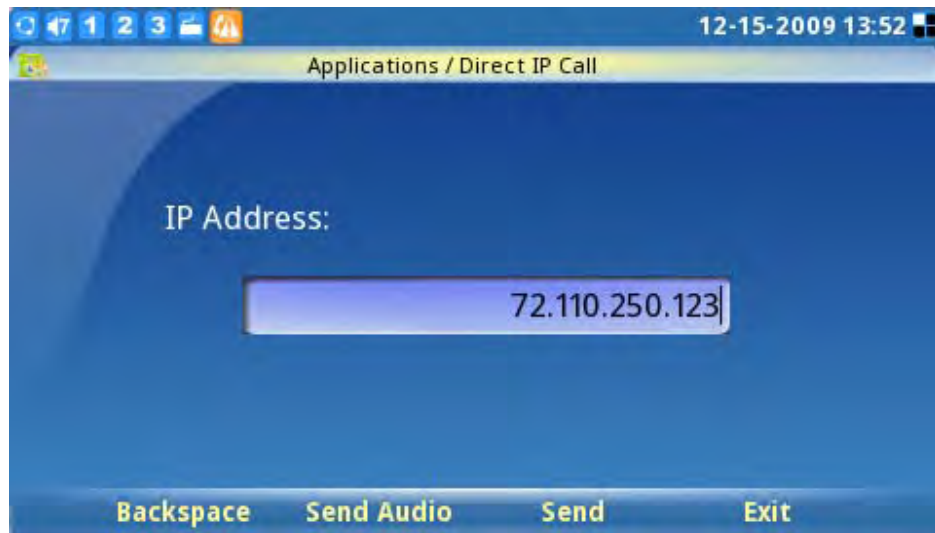 7 1 2 3 12-15-2009 13:52
Applications / Direct IP Call
IP Address:
72.110.250.123
Backspace Send Audio Send Exit